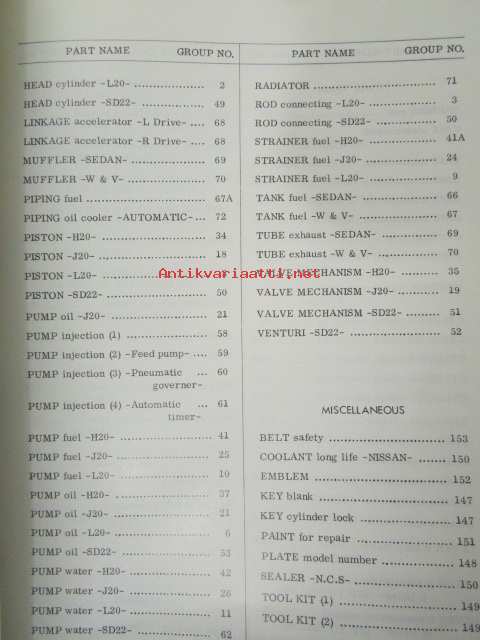 PART NAME GROUP NO.
HEAD cylinder -L20- 2
HEAD cylinder -SD22- 49
LINKAGE accelerator -L Drive- 68
LINKAGE accelerator -R Drive- 68
MUFFLER -SEDAN- 69
MUFFLER -W & V- 70
PIPING fuel 67A
PIPING oil cooler -AUTOMATIC- 72
PISTON -H20- 34
PISTON -J20- 18
PISTON -L20-
PISTON -SD22- 50
PUMP oil -J20- 21
PUMP injection (1) 58
PUMP injection (2) -Feed pump- 59
PUMP injection (3) -Pneumatic 60
governer-
PUMP injection (4) -Automatic 61
timer-
PUMP fuel -H20- 41
PUMP fuel -J20- 25
PUMP fuel -L20- 10
PUMP oil -H20- 37
PUMP oil -J20- 21
PUMP oil -L20- 6
PUMP oil -SD22- 53
PUMP water -H20- 42
PUMP water -J20- 26
PUMP water -L20- 11
PUMP water -SD22- 62
PART NAME GROUP NO.
RADIATOR 71
ROD connecting -L20- 3
ROD connecting -SD22- 50
STRAINER fuel -H20- 41A
STRAINER fuel -J20- 24
STRAINER fuel -L20- 9
TANK fuel -SEDAN- 66
TANK fuel -W & V- 67
TUBE exhaust -SEDAN- 69
TUBE exhaust -W & V- 70
VALVE MECHANISM -H20- 35
VALVE MECHANISM -J20- 19
VALVE MECHANISM -SD22- 51
VENTURI -SD22- 52
MISCELLANEOUS
BELT safety 153
COOLANT long life -NISSAN- 150
EMBLEM 152
KEY blank 147
KEY cylinder lock 147
PAINT for repair 151
PLATE model number 148
SEALER -N.C.S- 150
TOOL KIT (1) 149
TOOL KIT (2) 149
Antikvariaatti.net